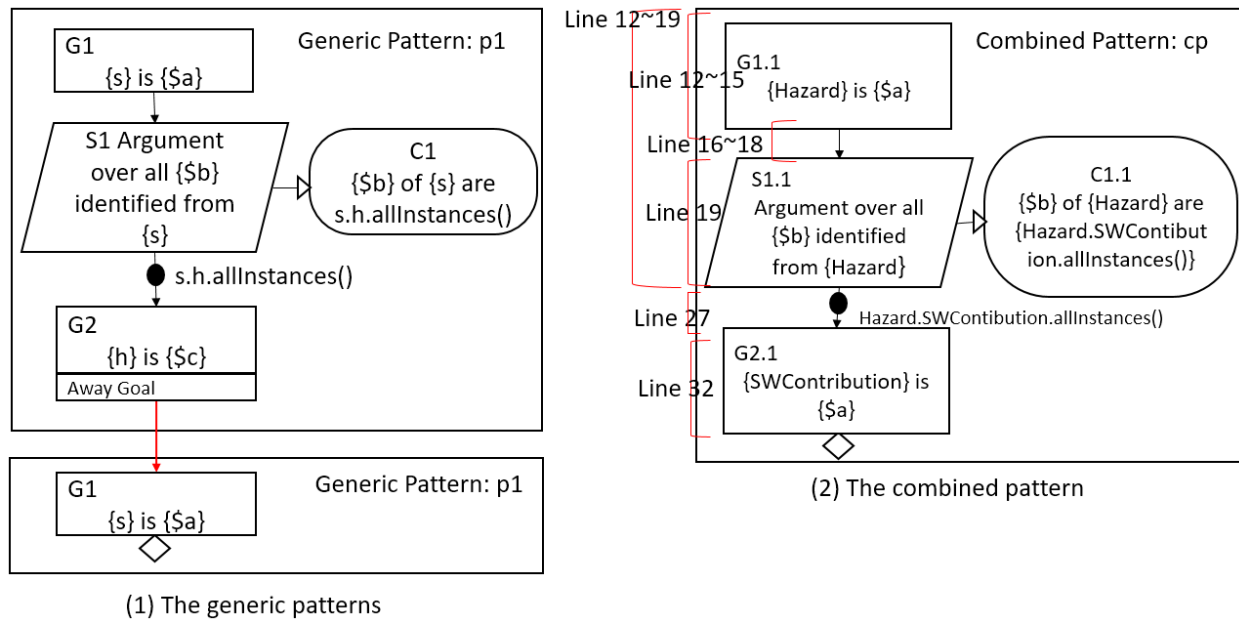 G1
Generic Pattern: p1
{s} is {$a}
S1 Argument
over all {$b}
identified from
{s}
C1
{$b} of {s} are
s.h.allInstances()
s.h.allInstances()
G2
{h} is {$c}
Away Goal
G1
Generic Pattern: p1
{s} is {$a}
(1) The generic patterns
Line 12~19
Combined Pattern: cp
G1.1
Line 12~15
{Hazard} is {$a}
Line 16~18
S1.1
Line 19
Argument over all
{$b} identified
from {Hazard}
C1.1
{$b} of {Hazard} are
{Hazard.SWContibut
ion.allInstances()}
Line 27
Hazard.SWContibution.allInstances()
G2.1
Line 32
{SWContribution} is
{$a}
(2) The combined pattern